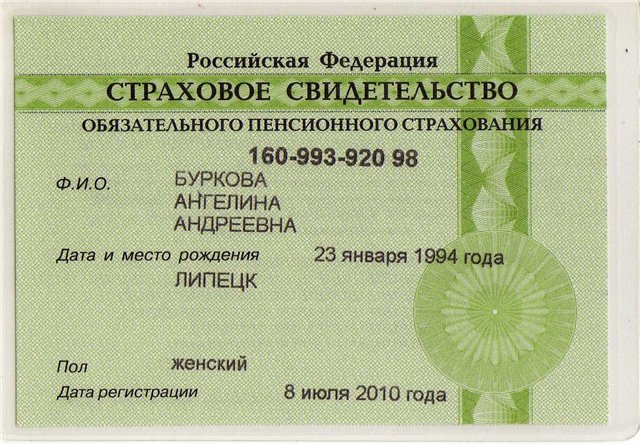 Российская Федерация
СТРАХОВОЕ СВИДЕТЕЛЬСТВО
ОБЯЗАТЕЛЬНОГО ПЕНСИОННОГО СТРАХОВАНИЯ
160-993-920 98
Ф.И.О. БУРКОВА
АНГЕЛИНА
АНДРЕЕВНА
Дата и место рождения 23 января 1994 года
ЛИПЕЦК
Пол женский
Дата регистрации 8 июля 2010 года